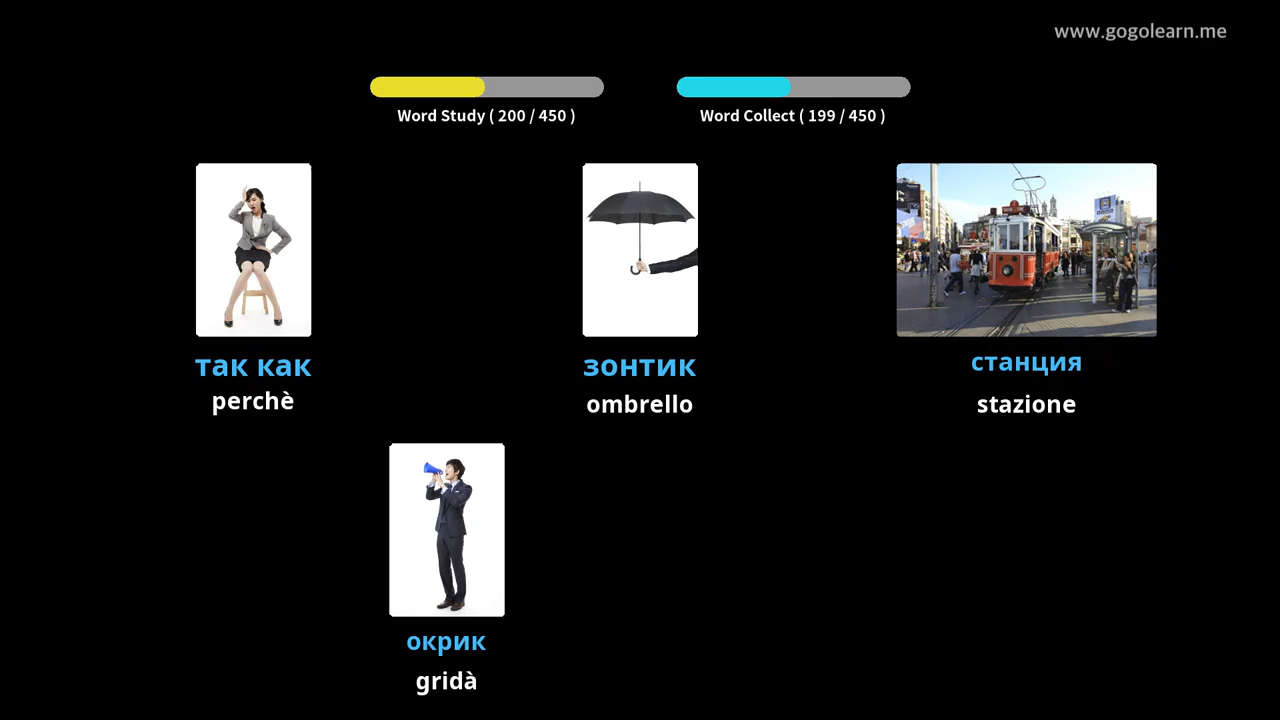 www.gogolearn.me
Word Study ( 200 / 450 )
Word Collect ( 199 / 450 )
так как
perchè
зонтик
ombrello
станция
stazione
окрик
gridà